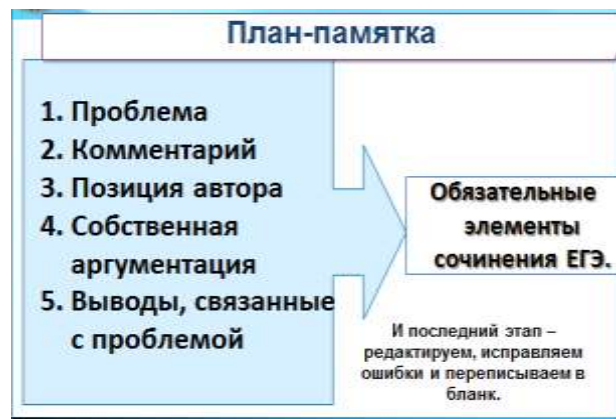 План-памятка
1. Проблема
2. Комментарий
3. Позиция автора
4. Собственная
аргументация
5. Выводы, связанные
с проблемой
Обязательные
элементы
сочинения ЕГЭ.
И последний этап –
редактируем, исправляем
ошибки и переписываем в
бланк.